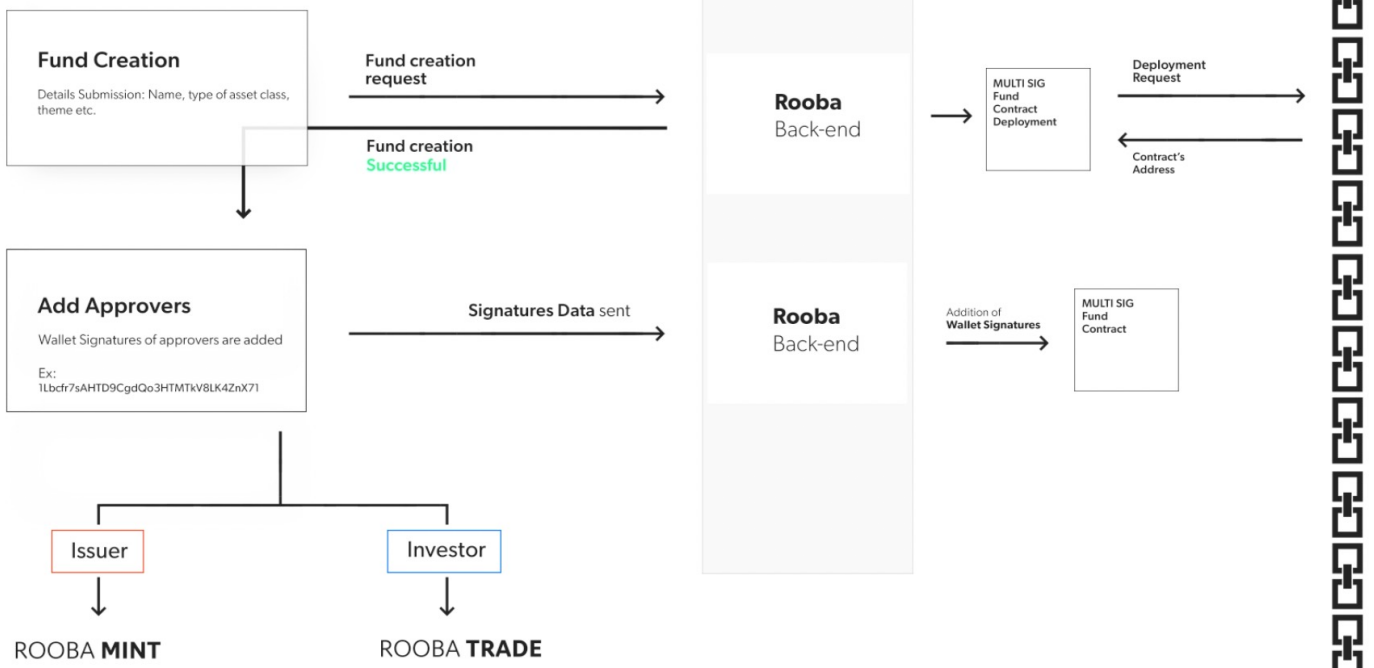 Fund Creation
Details Submission: Name, type of asset class,
theme etc.
Fund creation
request
Fund creation
Successful
Rooba
Back-end
MULTI SIG
Fund
Contract
Deployment
Deployment
Request
Contract's
Address
Add Approvers
Wallet Signatures of approvers are added
Ex:
1Lbcfr7sAHTD9CgdQo3HTMTkV8LK4ZnX71
Signatures Data sent
Rooba
Back-end
Addition of
Wallet Signatures
MULTI SIG
Fund
Contract
Issuer
Investor
ROOBA MINT
ROOBA TRADE